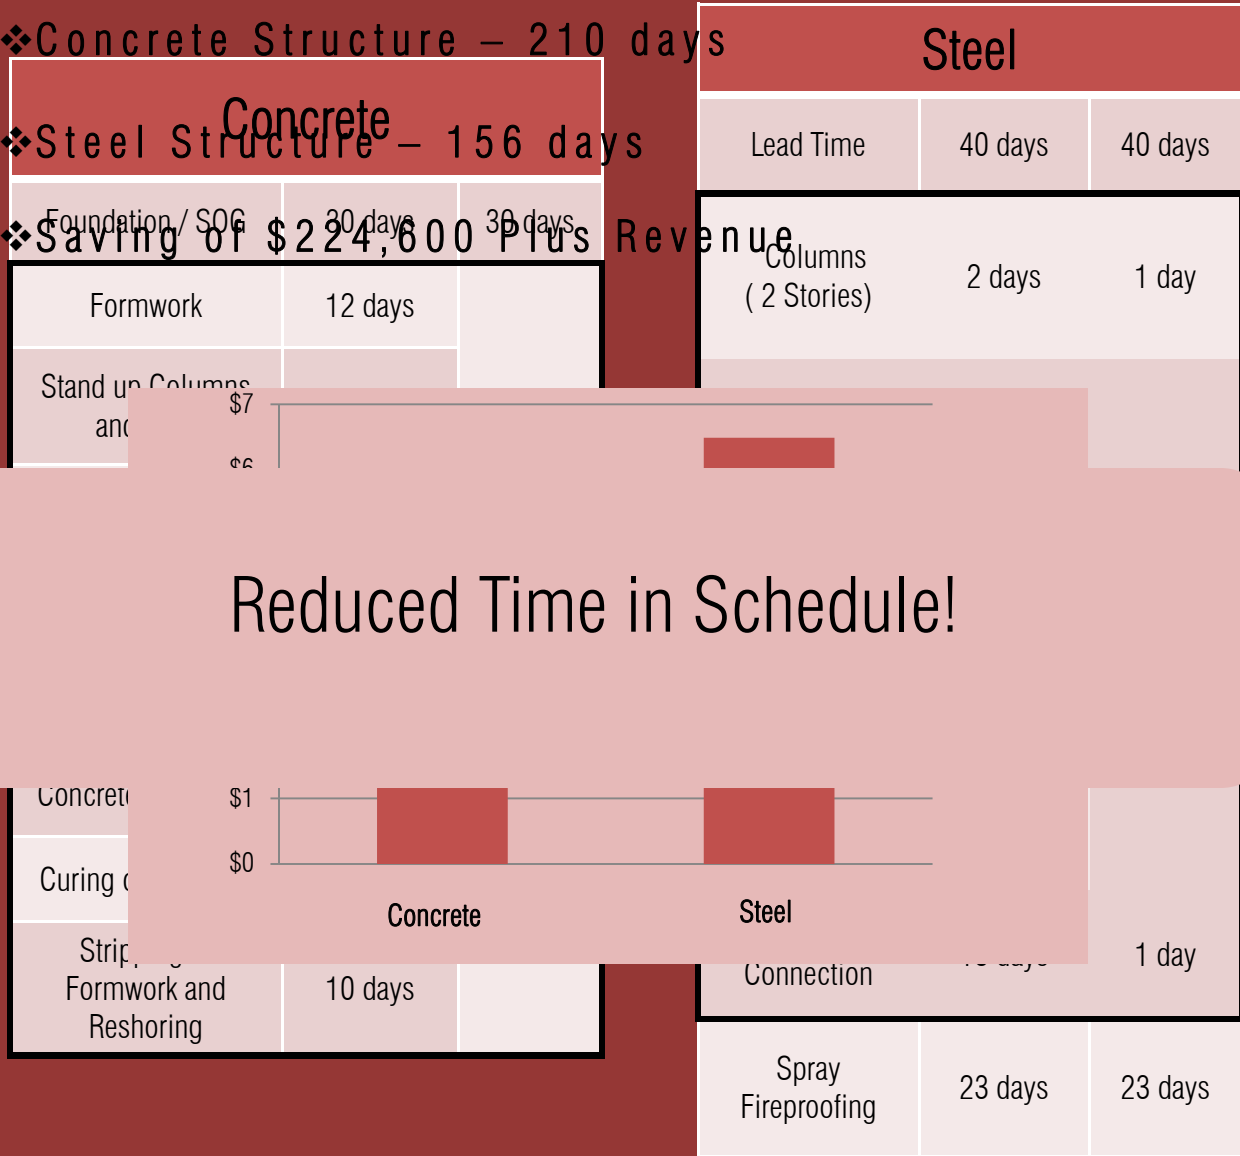 ❖Concrete Structure – 210 days
❖Steel Structure – 156 days
❖Saving of $224,600 Plus Revenue
Concrete
Foundation / SOG 30 days 30 days
Formwork 12 days
Stand up Columns
Curing
Formwork and 10 days
Reshoring
Steel
Lead Time 40 days 40 days
Columns
( 2 Stories) 2 days 1 day
Connection 1 day
Spray
Fireproofing 23 days 23 days
$7
$6
Reduced Time in Schedule!
$1
$0
Concrete Steel